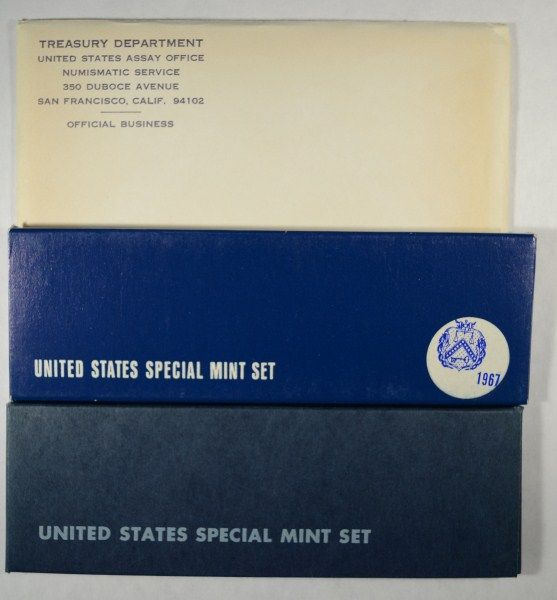 TREASURY DEPARTMENT
UNITED STATES ASSAY OFFICE
NUMISMATIC SERVICE
350 DUBOCE AVENUE
SAN FRANCISCO, CALIF. 94102
OFFICIAL BUSINESS
UNITED STATES SPECIAL MINT SET
1967
UNITED STATES SPECIAL MINT SET